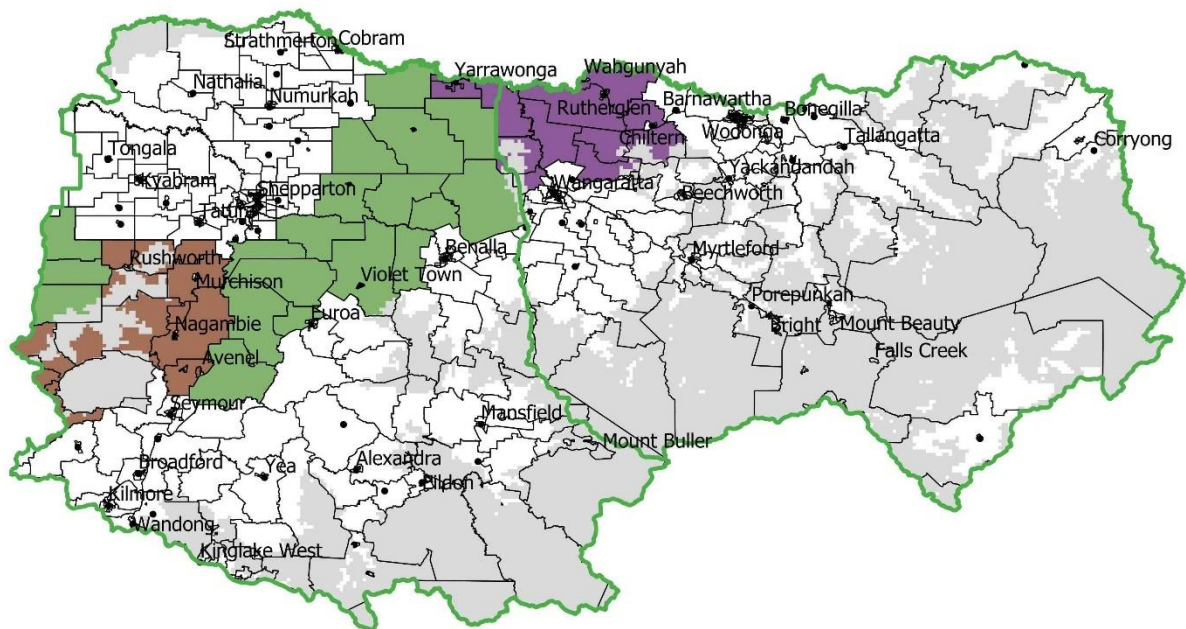 Strathmerton
Cobram
Wahgunyah
Yarrawonga
Nathalia
Numurkah
Rutherglen
Barnawartha
Bonegilla
Chiltern
Wodonga
Tallangatta
Corryong
Tongala
Kyabram
Shepparton
Yackandandah
Wangaratta
Beechworth
Tatura
Benalla
Myrtleford
Rushworth
Murchison
Violet Town
Porepunkah
Euroa
Nagambie
Bright
Mount Beauty
Avenel
Falls Creek
Seymour
Mansfield
Mount Buller
Broadford
Yea
Alexandra
Eildon
Kilmore
Wandong
Kinglake West